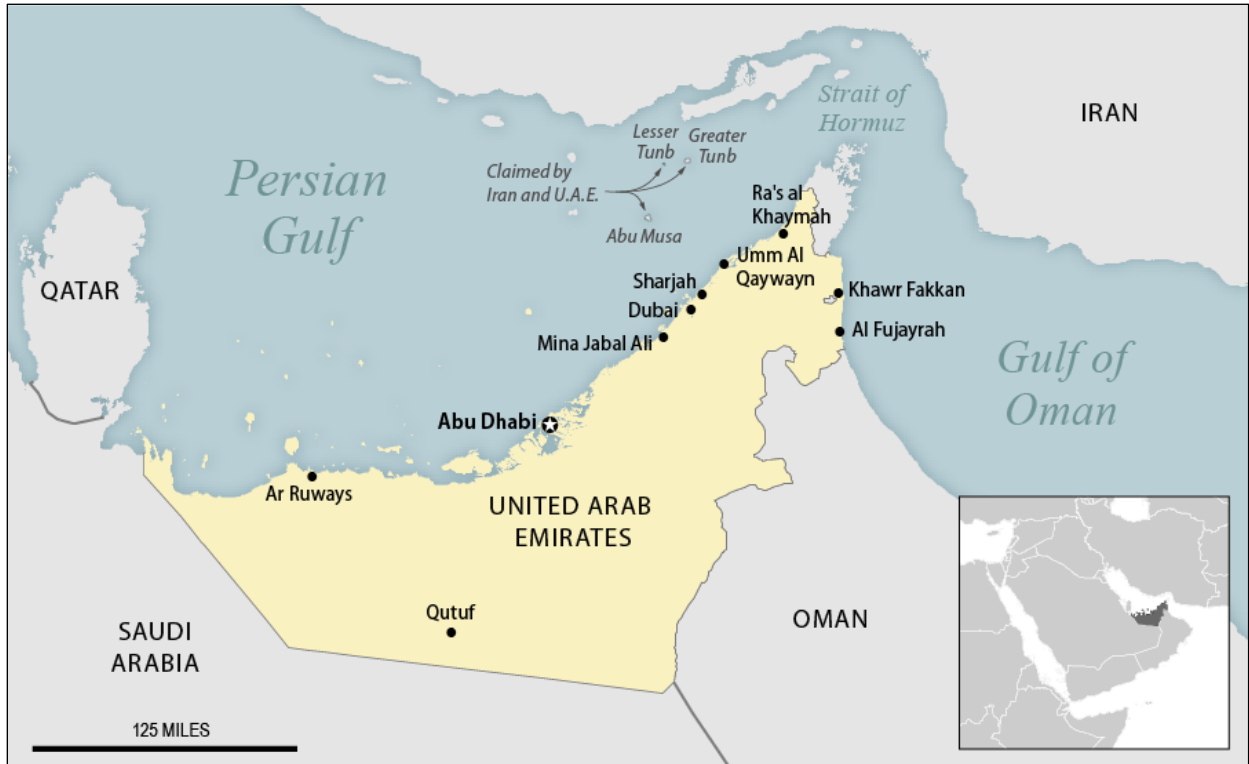 Strait of
Hormuz
IRAN
Lesser
Tunb
Greater
Tunb
Persian
Gulf
Claimed by
Iran and U.A.E.
Abu Musa
Ra's al
Khaymah
Umm Al
Qaywayn
QATAR
Sharjah
Khawr Fakkan
Dubai
Al Fujayrah
Mina Jabal Ali
Gulf of
Oman
Abu Dhabi
Ar Ruways
UNITED ARAB
EMIRATES
Qutuf
OMAN
SAUDI
ARABIA
125 MILES